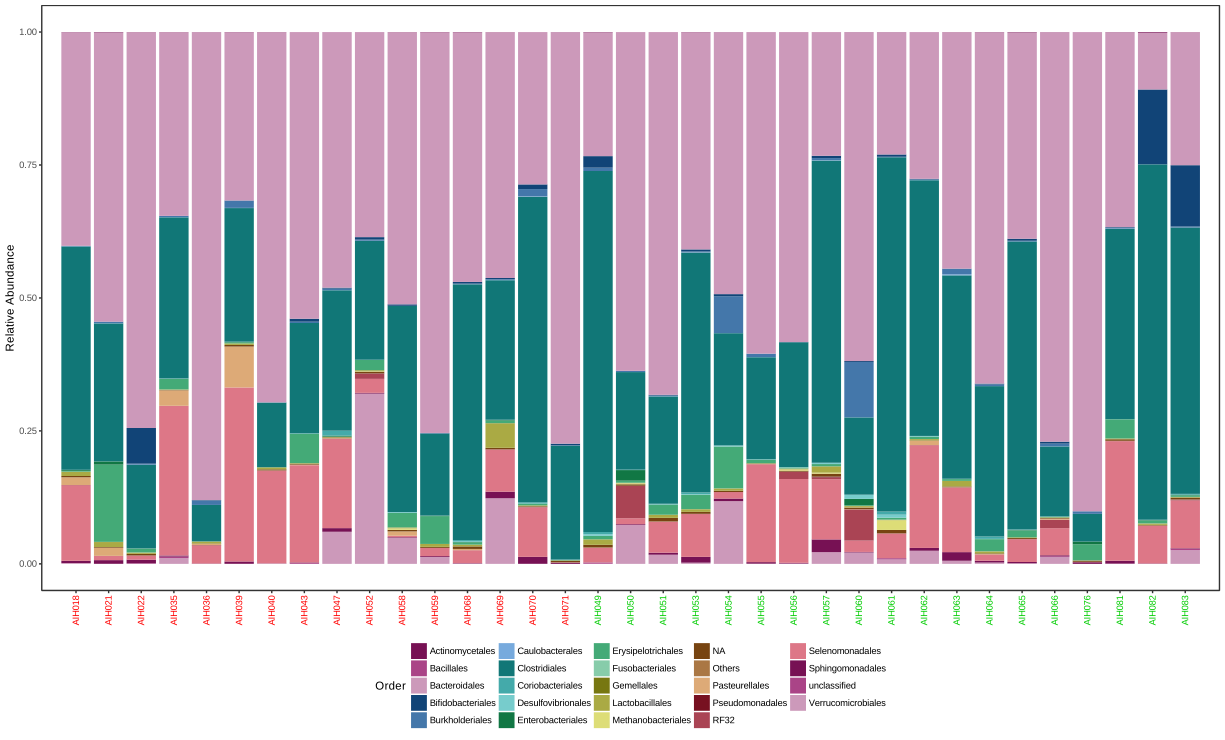 1.00
0.75
0.50
0.25
0.00
Relative Abundance
AIH018 AIH021 AIH022 AIH035 AIH036 AIH039 AIH040 AIH043 AIH047 AIH052 AIH058 AIH059 AIH068 AIH069 AIH070 AIH071 AIH049 AIH050 AIH051 AIH053 AIH054 AIH055 AIH056 AIH057 AIH060 AIH061 AIH062 AIH063 AIH064 AIH065 AIH066 AIH076 AIH081 AIH082 AIH083
Order
Actinomycetales Caulobacterales Erysipelotrichales NA Selenomonadales
Bacillales Clostridiales Fusobacteriales Others Sphingomonadales
Bacteroidales Coriobacteriales Gemellales Pasteurellales unclassified
Bifidobacteriales Desulfovibrionales Lactobacillales Pseudomonadales Verrucomicrobiales
Burkholderiales Enterobacteriales Methanobacteriales RF32